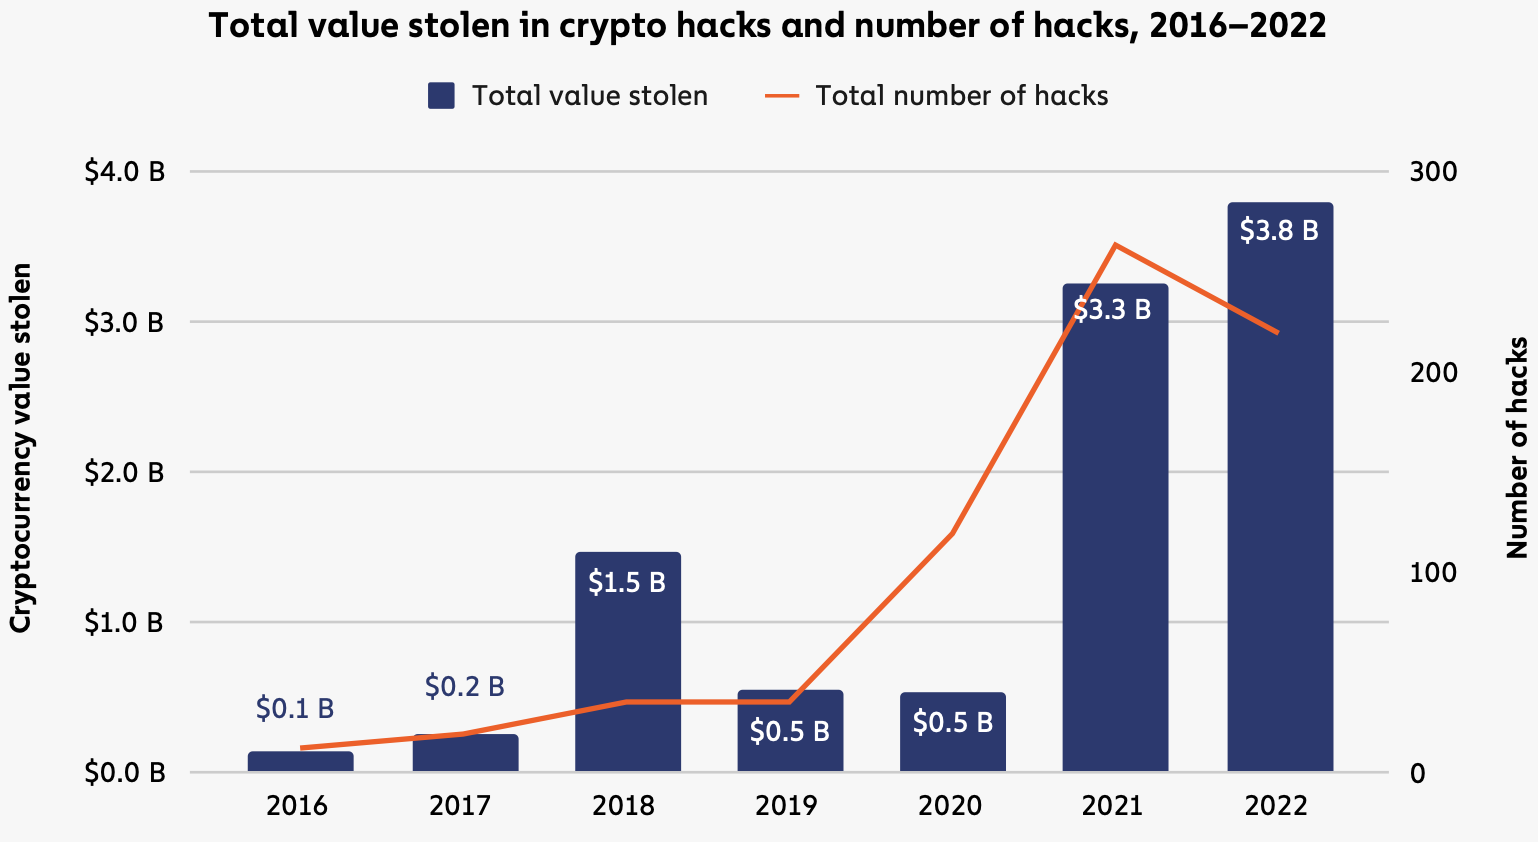 Total value stolen in crypto hacks and number of hacks, 2016–2022
Total value stolen
Total number of hacks
Cryptocurrency value stolen
$4.0 B
$3.0 B
$2.0 B
$1.0 B
$0.0 B
$0.1 B
$0.2 B
$1.5 B
$0.5 B
$0.5 B
$3.3 B
$3.8 B
300
200
100
0
Number of hacks
2016
2017
2018
2019
2020
2021
2022